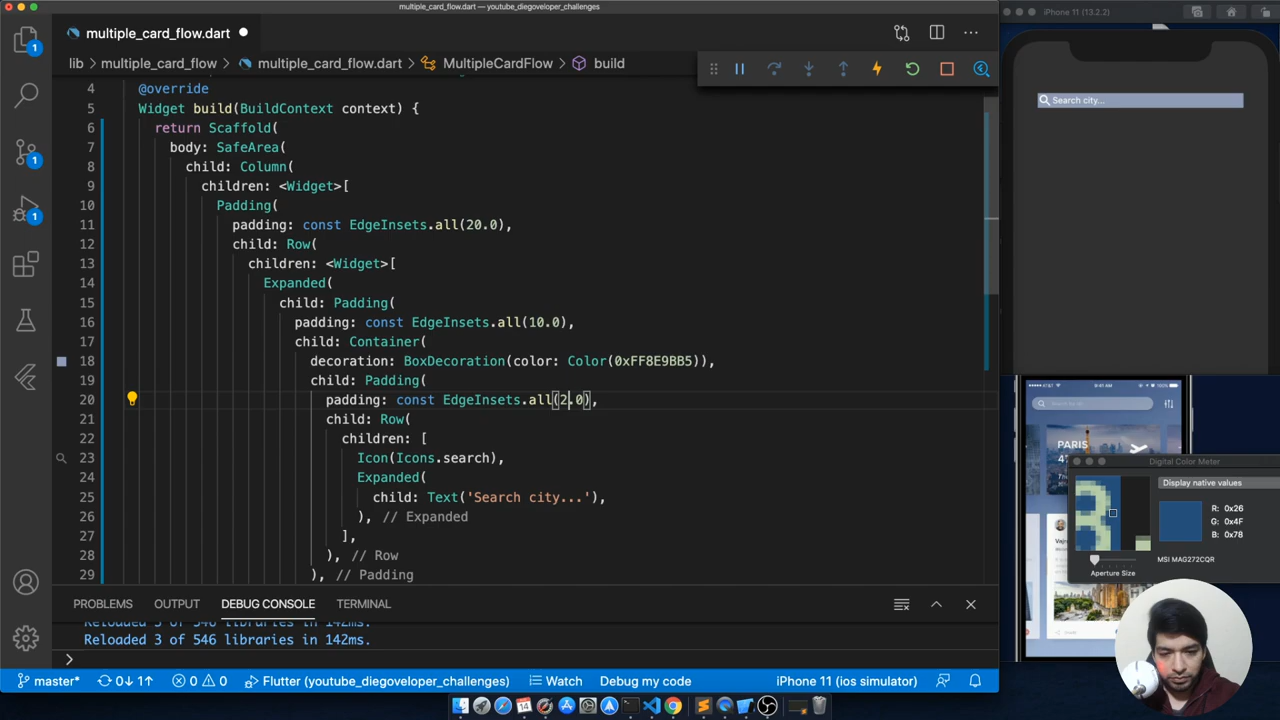 multiple_card_flow.dart — youtube_diegoveloper_challenges
iPhone 11 (13.2.2)
multiple_card_flow.dart
lib > multiple_card_flow > multiple_card_flow.dart > MultipleCardFlow > build
4 @override
5 Widget build(BuildContext context) {
6 return Scaffold(
7 body: SafeArea(
8 child: Column(
9 children: <Widget>[
10 Padding(
11 padding: const EdgeInsets.all(20.0),
12 child: Row(
13 children: <Widget>[
14 Expanded(
15 child: Padding(
16 padding: const EdgeInsets.all(10.0),
17 child: Container(
18 decoration: BoxDecoration(color: Color(0xFF8E9BB5)),
19 child: Padding(
20 padding: const EdgeInsets.all(2.0),
21 child: Row(
22 children: [
23 Icon(Icons.search),
24 Expanded(
25 child: Text('Search city...'),
26 ), // Expanded
27 ],
28 ), // Row
29 ), // Padding
1
1
1
PROBLEMS OUTPUT DEBUG CONSOLE TERMINAL
Reloaded 3 of 546 libraries in 142ms.
Reloaded 3 of 546 libraries in 142ms.
>
master* 0↓ 1↑ 0 0 Flutter (youtube_diegoveloper_challenges) Watch Debug my code iPhone 11 (ios simulator)
Search city...
9:41 AM
PARIS
Digital Color Meter
Display native values
R: 0x26
G: 0x4F
B: 0x78
MSI MAG272CQR
Aperture Size
14